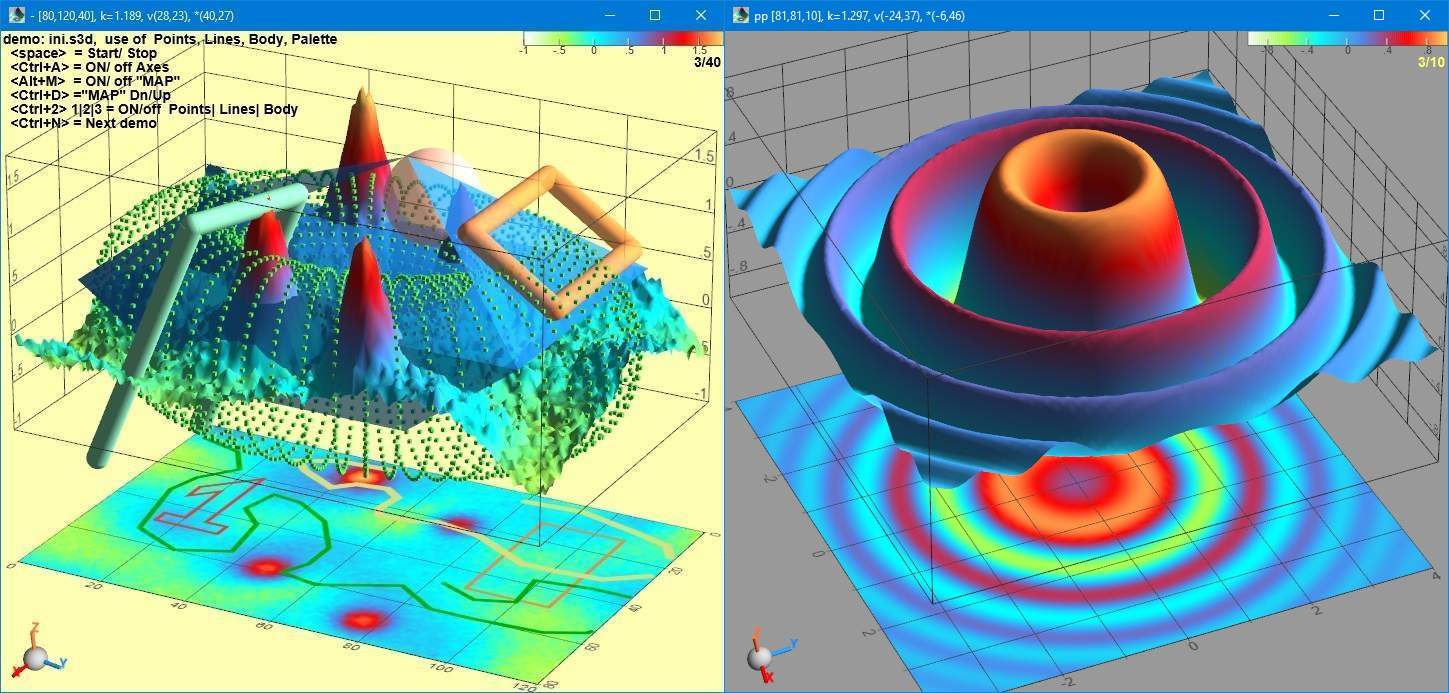 - [80,120,40], k=1.189, v(28,23), *(40,27)
demo: ini.s3d, use of Points, Lines, Body, Palette
<space> = Start/ Stop
<Ctrl+A> = ON/ off Axes
<Alt+M> = ON/ off "MAP"
<Ctrl+D> ="MAP" Dn/Up
<Ctrl+2> 1|2|3 = ON/off Points| Lines| Body
<Ctrl+N> = Next demo
-1 -.5 0 .5 1 1.5
3/40
1.5
1
.5
0
-.5
-1
1.5
1
.5
0
-1
0
20
40
60
80
100
120
0
20
40
60
80
1
Z
X
Y
pp [81,81,10], k=1.297, v(-24,37), *(-6,46)
-.8 -.4 0 .4 .8
3/10
.8
.4
0
-.4
-.8
2
0
2
-2
0
2
4
Z
Y
X